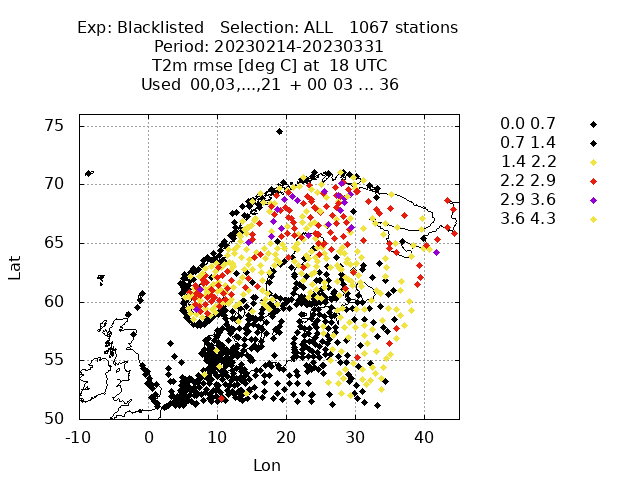 Exp: Blacklisted   Selection: ALL   1067 stations
Period: 20230214-20230331
T2m rmse [deg C] at  18 UTC
Used  00,03,...,21  + 00 03 ... 36
0.0 0.7
0.7 1.4
1.4 2.2
2.2 2.9
2.9 3.6
3.6 4.3
Lat
75
70
65
60
55
50
-10 0 10 20 30 40
Lon